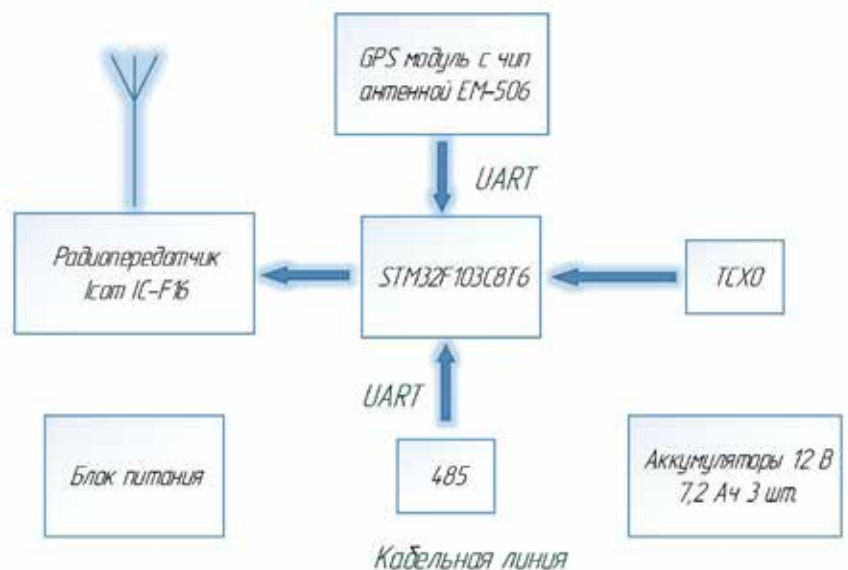 GPS модуль с чип
антенной EM-506
UART
Радиопередатчик
Icom IC-F16
STM32F103C8T6
TCXO
UART
Блок питания
485
Аккумуляторы 12 В
7,2 Ач 3 шт.
Кабельная линия